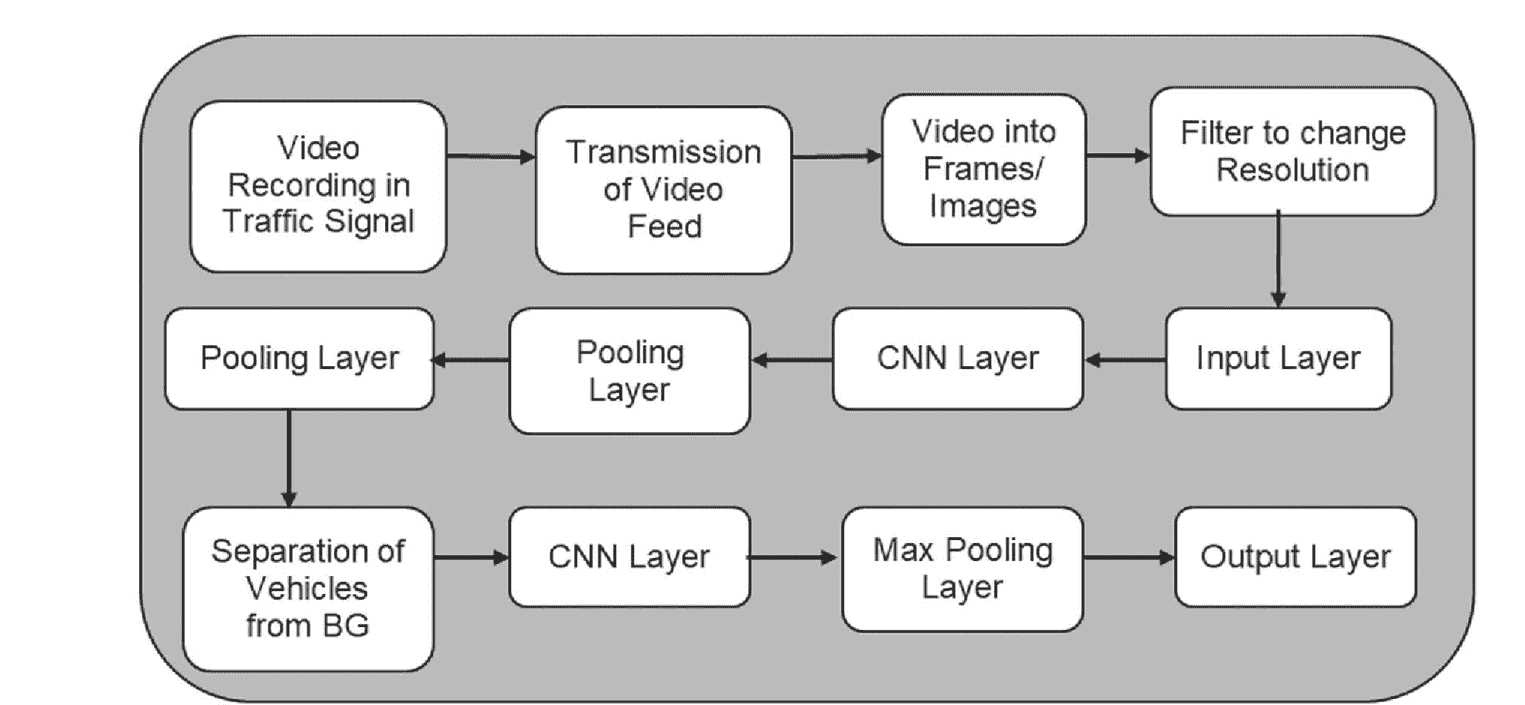 Video
Recording in
Traffic Signal
Transmission
of Video
Feed
Video into
Frames/
Images
Filter to change
Resolution
Pooling Layer
Pooling
Layer
CNN Layer
Input Layer
Separation of
Vehicles
from BG
CNN Layer
Max Pooling
Layer
Output Layer